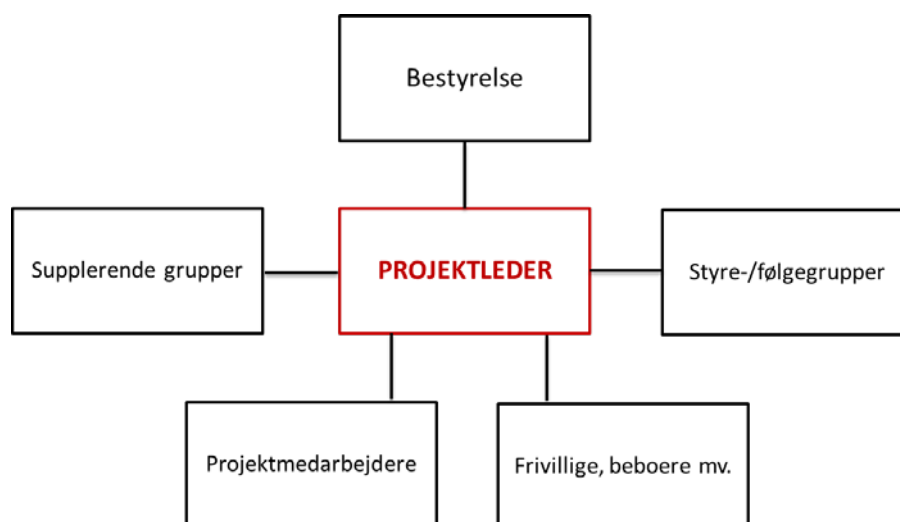 Bestyrelse
Supplerende grupper
PROJEKTLEDER
Styre-/følgegrupper
Projektmedarbejdere
Frivillige, beboere mv.